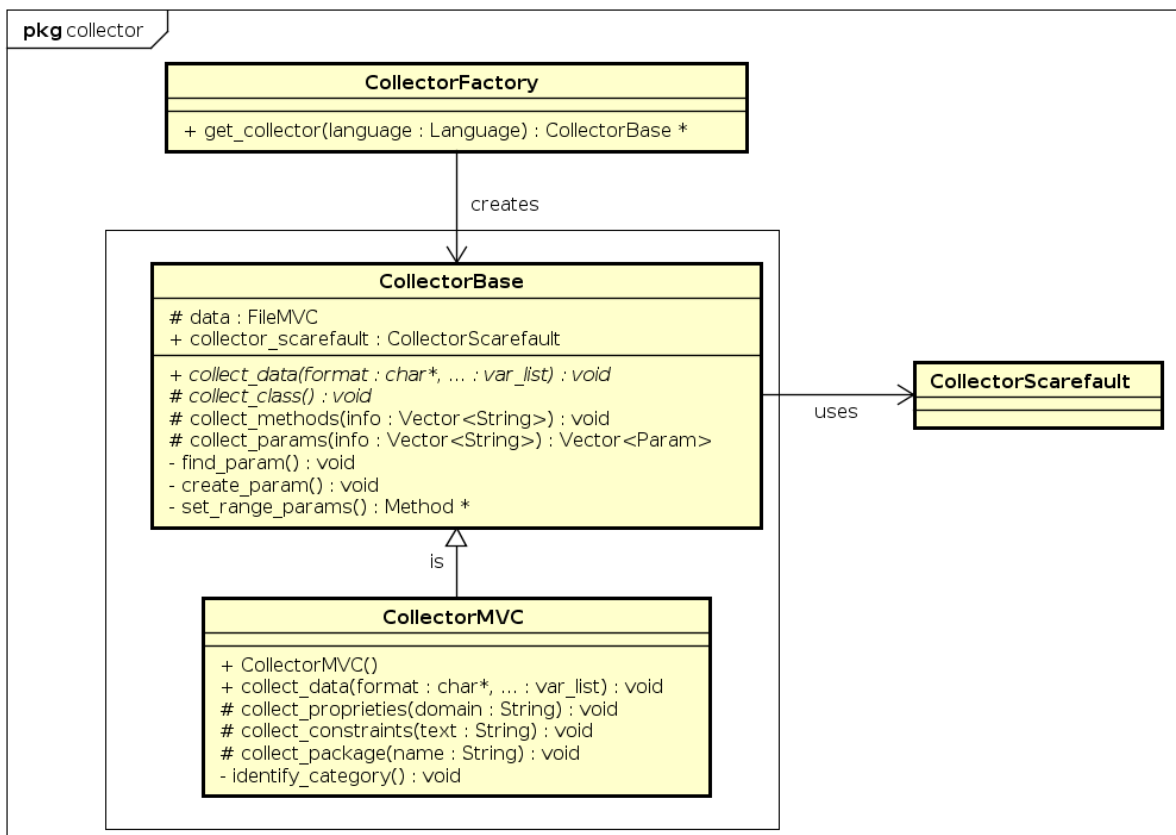 pkg collector
CollectorFactory
+ get_collector(language : Language) : CollectorBase *
creates
CollectorBase
# data : FileMVC
+ collector_scarefault : CollectorScarefault
+ collect_data(format : char*, ... : var_list) : void
# collect_class() : void
# collect_methods(info : Vector<String>) : void
# collect_params(info : Vector<String>) : Vector<Param>
- find_param() : void
- create_param() : void
- set_range_params() : Method *
uses
CollectorScarefault
is
CollectorMVC
+ CollectorMVC()
+ collect_data(format : char*, ... : var_list) : void
# collect_proprieties(domain : String) : void
# collect_constraints(text : String) : void
# collect_package(name : String) : void
- identify_category() : void